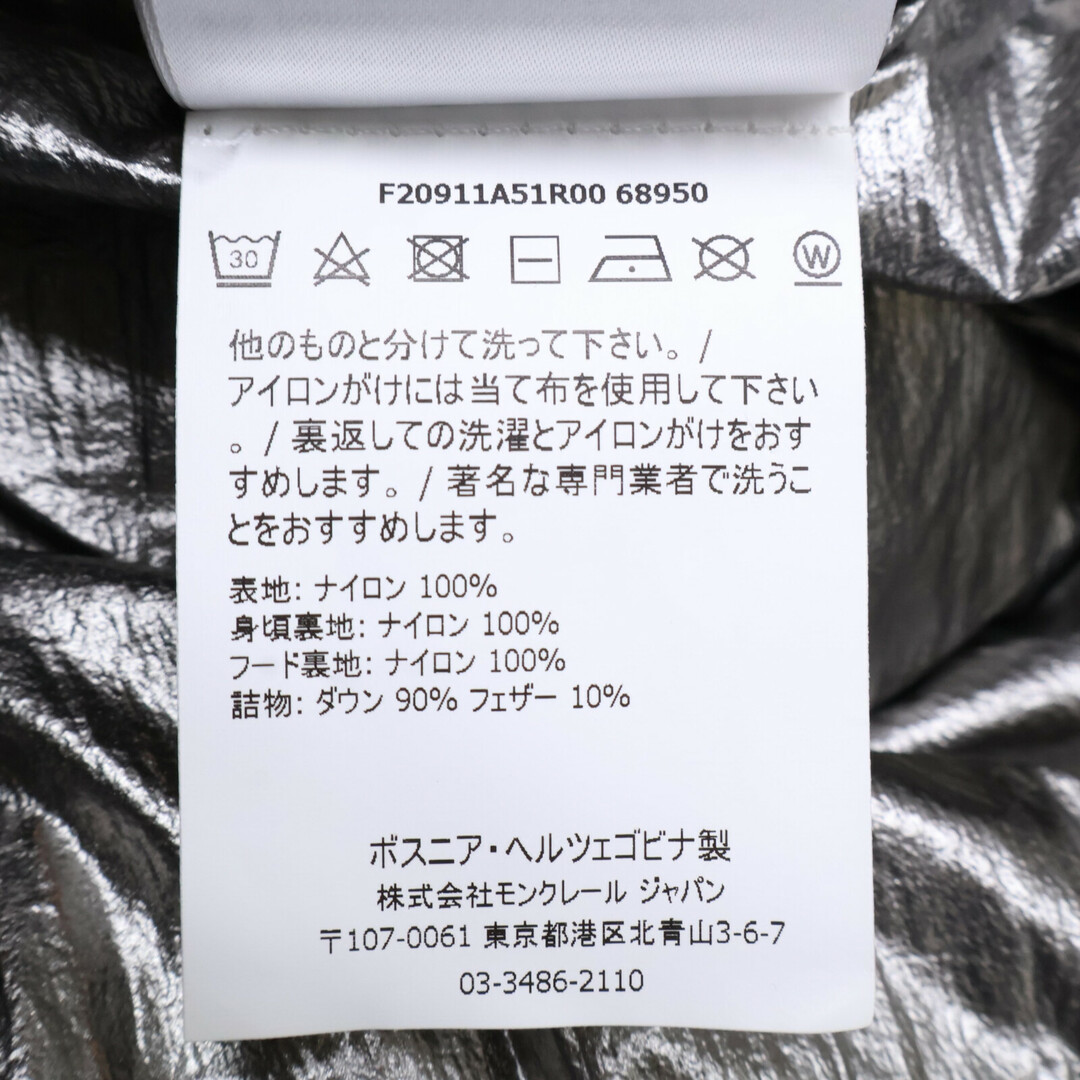 F20911A51R00 68950
30
W
他のものと分けて洗って下さい。 /
アイロンがけには当て布を使用して下さい
。/ 裏返しての洗濯とアイロンがけをおす
すめします。/ 著名な専門業者で洗うこ
とをおすすめします。
表地: ナイロン 100%
身頃裏地: ナイロン 100%
フード裏地: ナイロン 100%
詰物: ダウン 90% フェザー 10%
ボスニア・ヘルツェゴビナ製
株式会社モンクレール ジャパン
〒107-0061 東京都港区北青山3-6-7
03-3486-2110